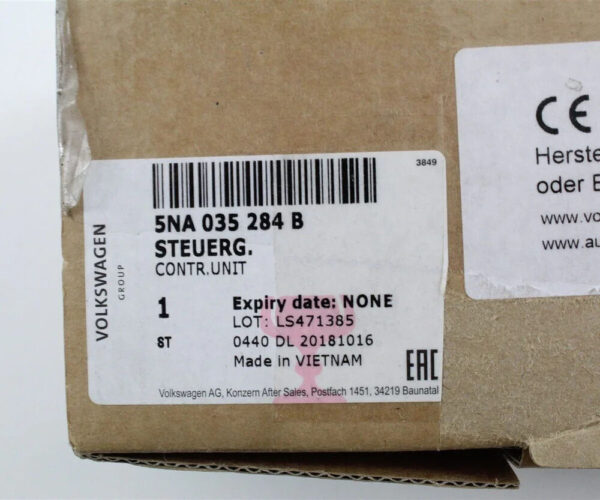 3849
5NA 035 284 B
STEUERG.
CONTR.UNIT
VOLKSWAGEN
GROUP
1
ST
Expiry date: NONE
LOT: LS471385
0440 DL 20181016
Made in VIETNAM
EAC
Volkswagen AG, Konzern After Sales, Postfach 1451, 34219 Baunatal
CE
Herste
oder E
www.vo
www.au